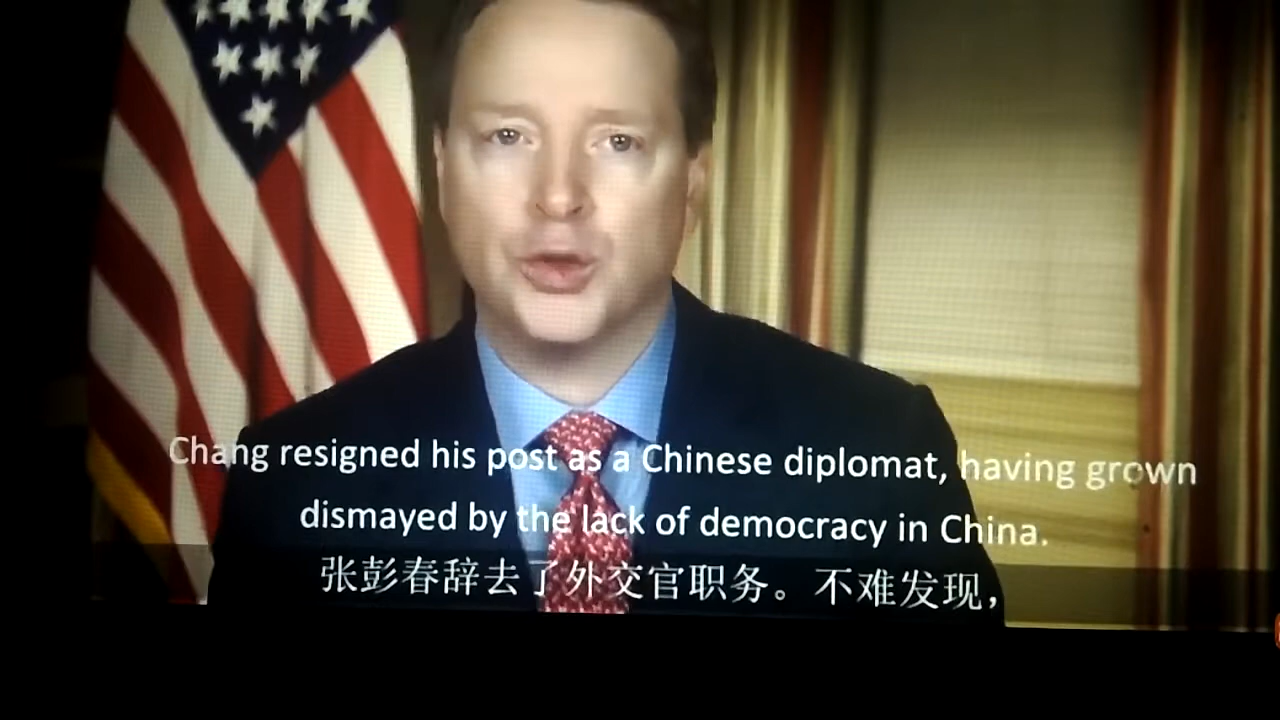 Chang resigned his post as a Chinese diplomat, having grown
dismayed by the lack of democracy in China.
张彭春辞去了外交官职务。不难发现，